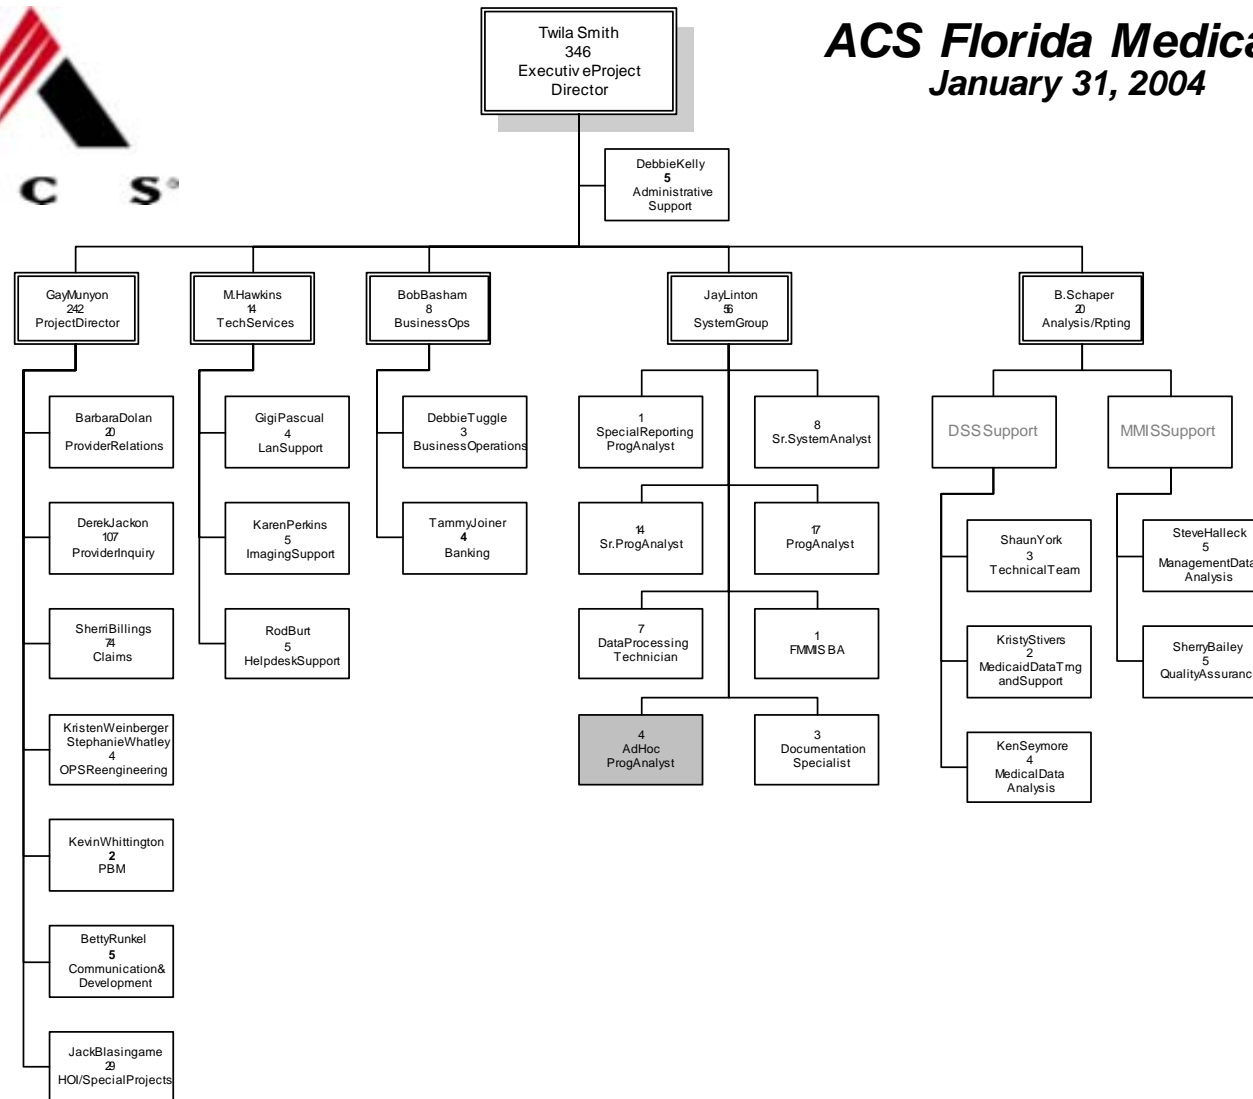 C S
ACS Florida Medica
January 31, 2004
Twila Smith
346
ExecutiveProject
Director
DebbieKelly
5
Administrative
Support
GayMunyon
242
ProjectDirector
M.Hawkins
14
TechServices
BobBasham
8
BusinessOps
JayLinton
56
SystemGroup
B.Schaper
20
Analysis/Rpting
BarbaraDolan
20
ProviderRelations
DerekJackon
107
ProviderInquiry
SherriBillings
74
Claims
KristenWeinberger
StephanieWhatley
4
OPSReengineering
KevinWhittington
2
PBM
BettyRunkel
5
Communication&
Development
JackBlasingame
29
HOI/SpecialProjects
GigiPascual
4
LanSupport
KarenPerkins
5
ImagingSupport
RodBurt
5
HelpdeskSupport
DebbieTuggle
3
BusinessOperations
TammyJoiner
4
Banking
1
SpecialReporting
ProgAnalyst
8
Sr.SystemAnalyst
14
Sr.ProgAnalyst
17
ProgAnalyst
7
DataProcessing
Technician
1
FMMIS BA
4
AdHoc
ProgAnalyst
3
Documentation
Specialist
DSSSupport
MMISSupport
ShaunYork
3
TechnicalTeam
KristyStivers
2
MedicaidDataTrng
andSupport
KenSeymore
4
MedicalData
Analysis
SteveHalleck
5
ManagementData
Analysis
SherryBailey
5
QualityAssuranc